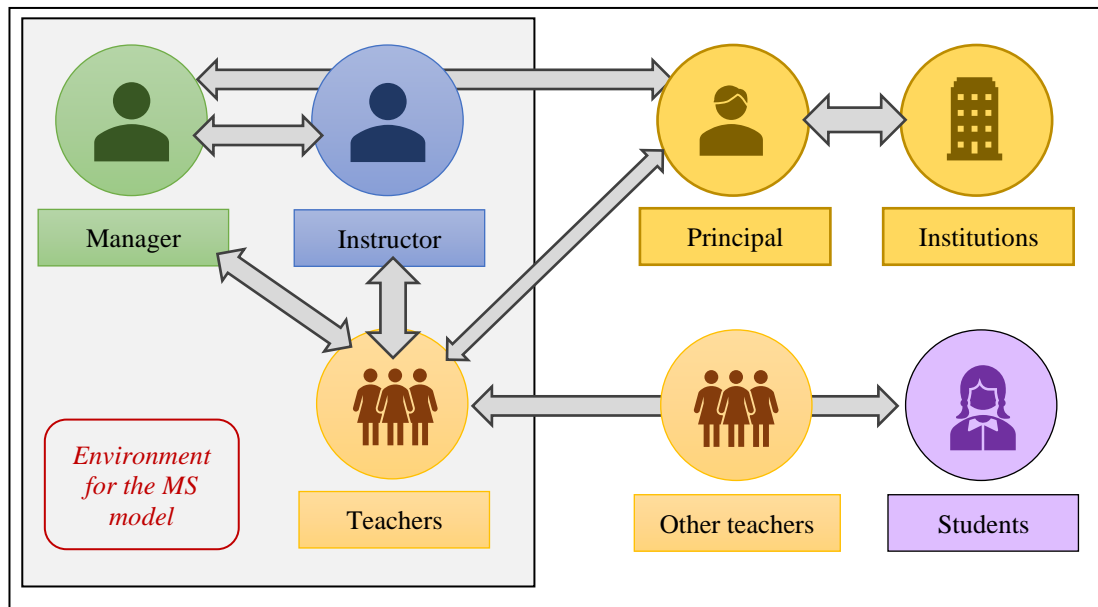 Manager
Instructor
Principal
Institutions
Environment
for the MS
model
Teachers
Other teachers
Students